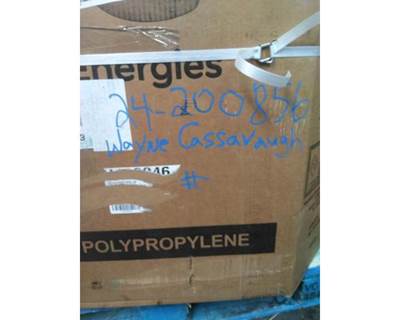 Energies
24-200856
Wayne Cassavaugh
#
POLYPROPYLENE